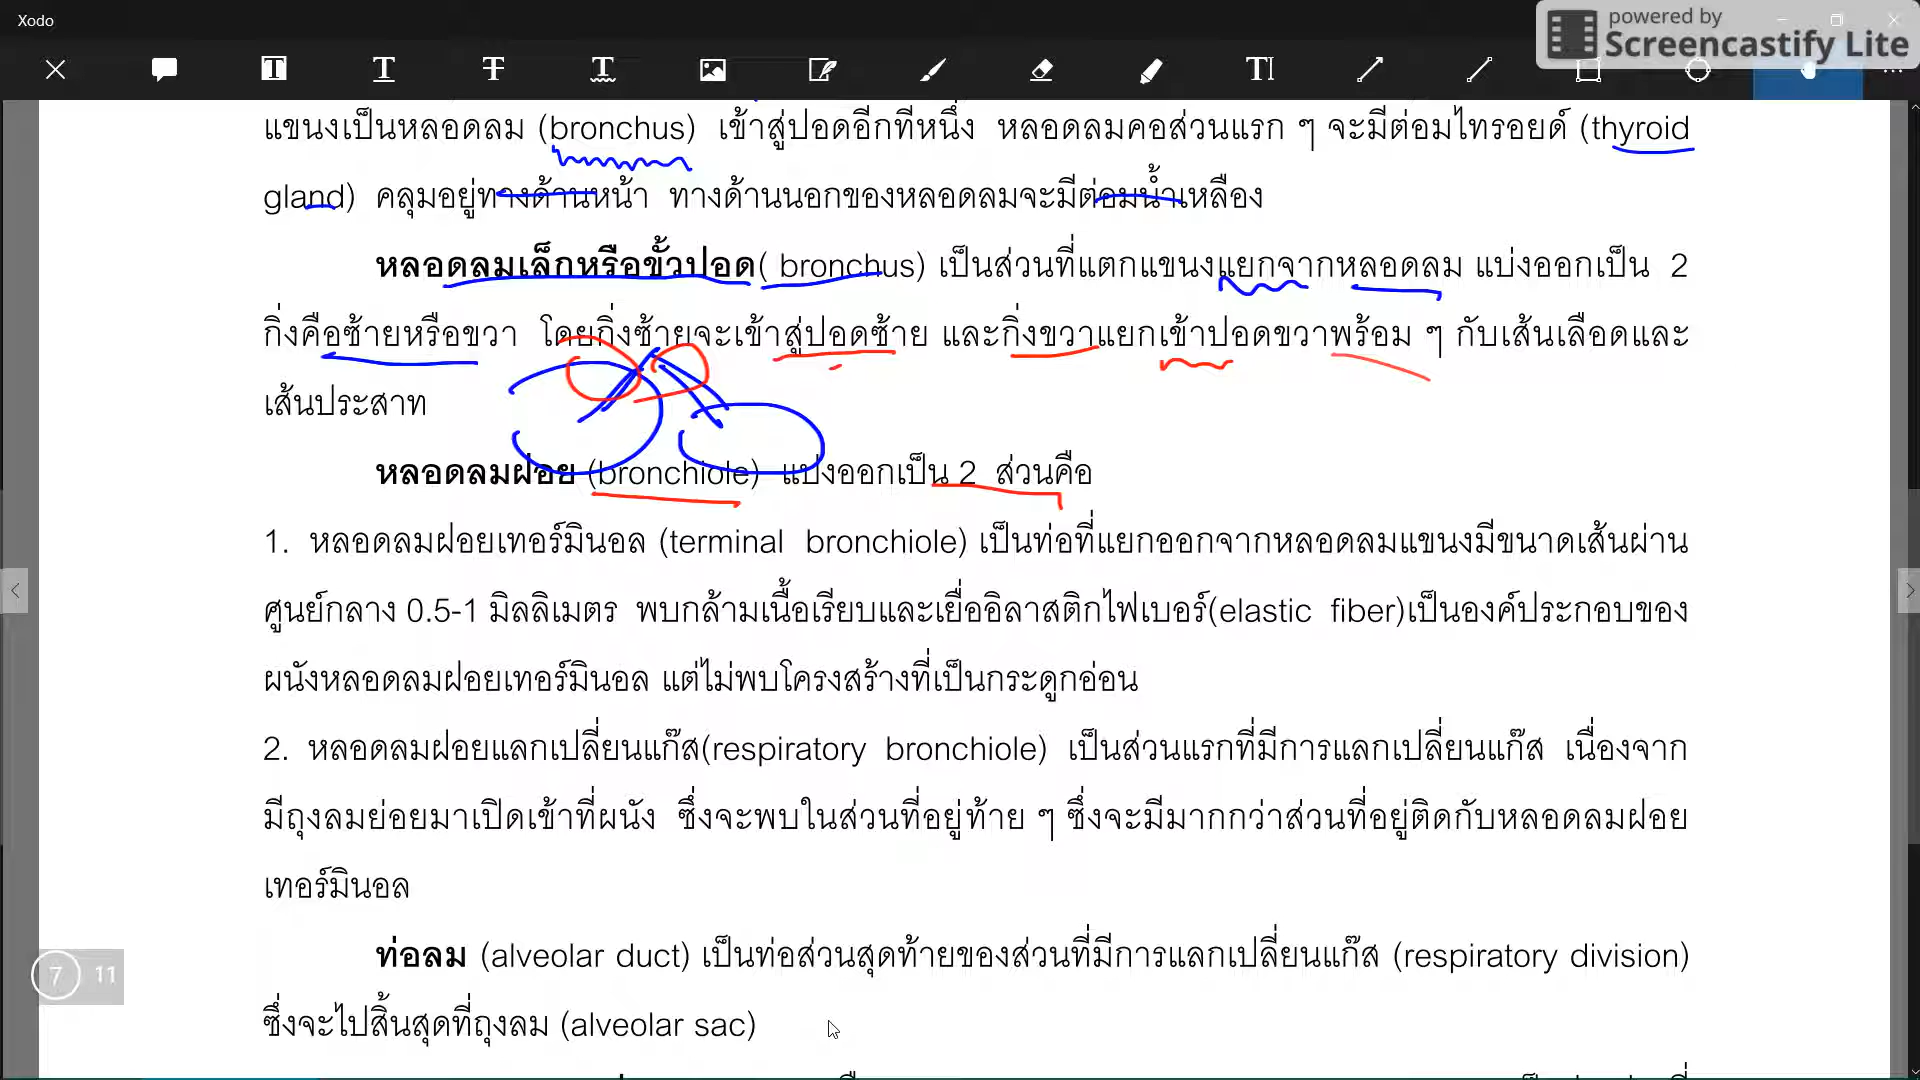 Xodo
powered by
Screencastify Lite
แขนงเป็นหลอดลม (bronchus) เข้าสู่ปอดอีกทีหนึ่ง หลอดลมคอส่วนแรก ๆ จะมีต่อมไทรอยด์ (thyroid
gland) คลุมอยู่ทางด้านหน้า ทางด้านนอกของหลอดลมจะมีต่อมน้ำเหลือง
หลอดลมเล็กหรือขั้วปอด( bronchus) เป็นส่วนที่แตกแขนงแยกจากหลอดลม แบ่งออกเป็น 2
กิ่งคือซ้ายหรือขวา โดยกิ่งซ้ายจะเข้าสู่ปอดซ้าย และกิ่งขวาแยกเข้าปอดขวาพร้อม ๆ กับเส้นเลือดและ
เส้นประสาท
หลอดลมฝอย (bronchiole) แบ่งออกเป็น 2 ส่วนคือ
1. หลอดลมฝอยเทอร์มินอล (terminal bronchiole) เป็นท่อที่แยกออกจากหลอดลมแขนงมีขนาดเส้นผ่าน
ศูนย์กลาง 0.5-1 มิลลิเมตร พบกล้ามเนื้อเรียบและเยื่ออิลาสติกไฟเบอร์(elastic fiber)เป็นองค์ประกอบของ
ผนังหลอดลมฝอยเทอร์มินอล แต่ไม่พบโครงสร้างที่เป็นกระดูกอ่อน
2. หลอดลมฝอยแลกเปลี่ยนแก๊ส(respiratory bronchiole) เป็นส่วนแรกที่มีการแลกเปลี่ยนแก๊ส เนื่องจาก
มีถุงลมย่อยมาเปิดเข้าที่ผนัง ซึ่งจะพบในส่วนที่อยู่ท้าย ๆ ซึ่งจะมีมากกว่าส่วนที่อยู่ติดกับหลอดลมฝอย
เทอร์มินอล
ท่อลม (alveolar duct) เป็นท่อส่วนสุดท้ายของส่วนที่มีการแลกเปลี่ยนแก๊ส (respiratory division)
ซึ่งจะไปสิ้นสุดที่ถุงลม (alveolar sac)
7 11